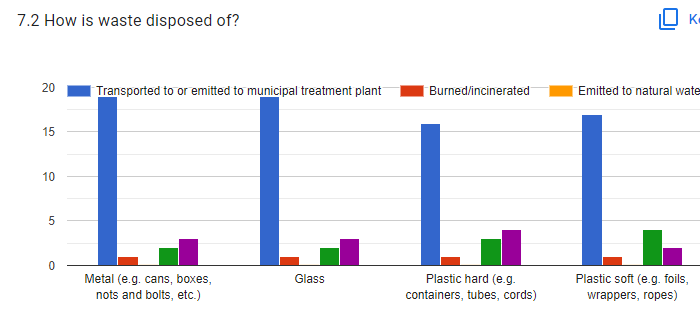 7.2 How is waste disposed of?
Transported to or emitted to municipal treatment plant
Burned/incinerated
Emitted to natural wate
20
15
10
5
0
Metal (e.g. cans, boxes,
nots and bolts, etc.)
Glass
Plastic hard (e.g.
containers, tubes, cords)
Plastic soft (e.g. foils,
wrappers, ropes)